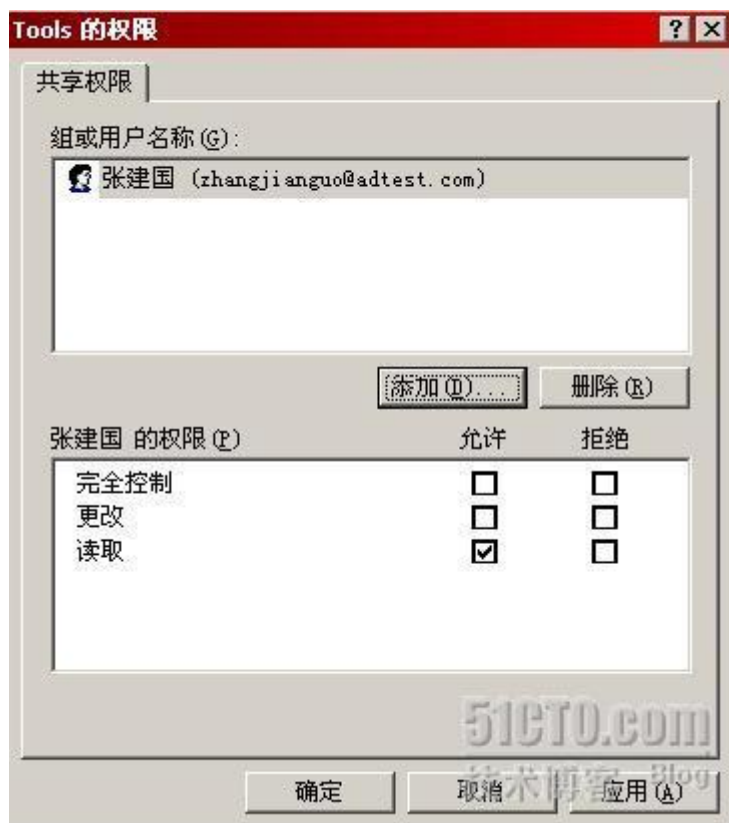 Tools 的权限
共享权限
组或用户名称(G):
张建国 (zhangjianguo@adtest.com)
添加(D)... 删除(R)
张建国 的权限(P) 允许 拒绝
完全控制
更改
读取
51CTO.com
技术博客 Blog
确定 取消 应用(A)